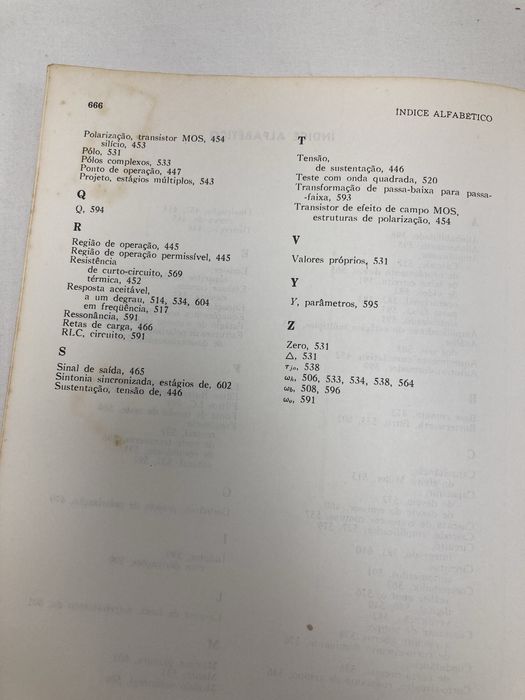 666
INDICE ALFABÉTICO
Polarização, transistor MOS, 454
silício, 453
Pólo, 531
Pólos complexos, 533
Ponto de operação, 447
Projeto, estágios múltiplos, 543
Q
Q, 594
R
Região de operação, 445
Região de operação permissível, 445
Resistência
de curto-circuito, 569
térmica, 452
Resposta aceitável,
a um degrau, 514, 534, 604
em freqüência, 517
Ressonância, 591
Retas de carga, 466
RLC, circuito, 591
S
Sinal de saída, 465
Sintonia sincronizada, estágios de, 602
Sustentação, tensão de, 446
T
Tensão,
de sustentação, 446
Teste com onda quadrada, 520
Transformação de passa-baixa para passa-
-faixa, 593
Transistor de efeito de campo MOS,
estruturas de polarização, 454
V
Valores próprios, 531
Y
Y, parâmetros, 595
Z
Zero, 531
Δ, 531
538
506, 533, 534, 538, 564
508, 596
591